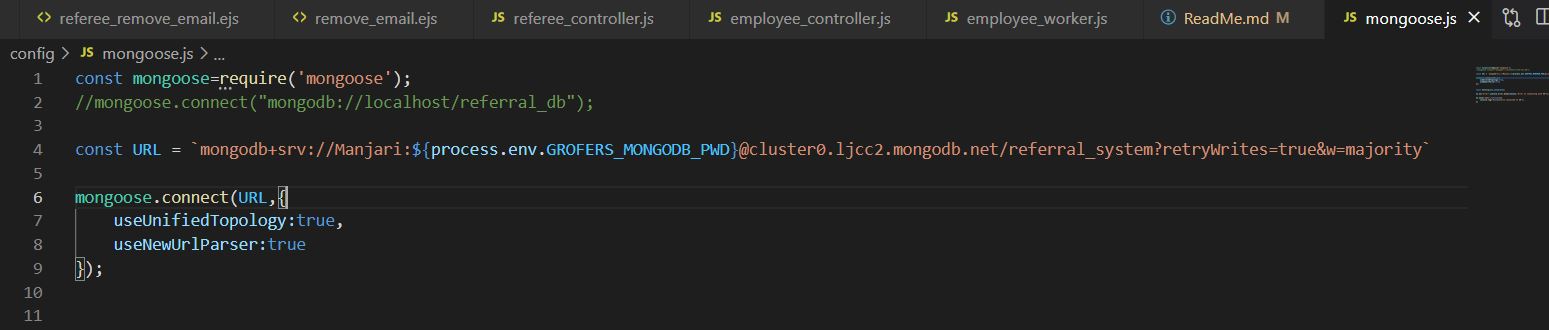 referee_remove_email.ejs remove_email.ejs JS referee_controller.js JS employee_controller.js JS employee_worker.js ReadMe.md M JS mongoose.js
config > JS mongoose.js > ...
1 const mongoose=require('mongoose');
2 //mongoose.connect("mongodb://localhost/referral_db");
3
4 const URL = `mongodb+srv://Manjari:${process.env.GROFERS_MONGODB_PWD}@cluster0.ljcc2.mongodb.net/referral_system?retryWrites=true&w=majority`
5
6 mongoose.connect(URL,{
7 useUnifiedTopology:true,
8 useNewUrlParser:true
9 });
10
11